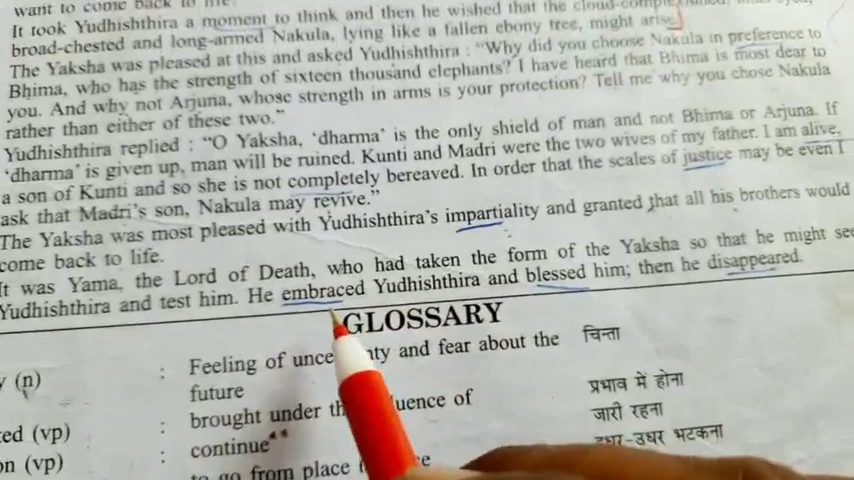 want to come back to life.
It took Yudhishthira a moment to think and then he wished that the cloud-complexioned,
broad-chested and long-armed Nakula, lying like a fallen ebony tree, might arise.
The Yaksha was pleased at this and asked Yudhishthira : "Why did you choose Nakula in preference to
Bhima, who has the strength of sixteen thousand elephants? I have heard that Bhima is most dear to
you. And why not Arjuna, whose strength in arms is your protection? Tell me why you chose Nakula
rather than either of these two."
Yudhishthira replied : "O Yaksha, 'dharma' is the only shield of man and not Bhima or Arjuna. If
'dharma' is given up, man will be ruined. Kunti and Madri were the two wives of my father. I am alive,
a son of Kunti and so she is not completely bereaved. In order that the scales of justice may be even I
ask that Madri's son, Nakula may revive."
The Yaksha was most pleased with Yudhishthira's impartiality and granted that all his brothers would
come back to life.
It was Yama, the Lord of Death, who had taken the form of the Yaksha so that he might see
Yudhishthira and test him. He embraced Yudhishthira and blessed him; then he disappeared.
GLOSSARY
y (n) : Feeling of uncertainty and fear about the चिन्ता
future
ted (vp) : brought under the influence of प्रभाव में होना
on (vp) : continue जारी रहना
to go from place इधर-उधर भटकना